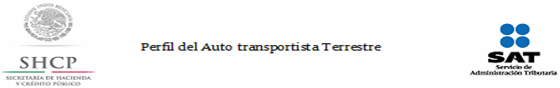 Perfil del Auto transportista Terrestre
SHCP
SECRETARÍA DE HACIENDA
Y CRÉDITO PÚBLICO
SAT
Servicio de
Administración Tributaria